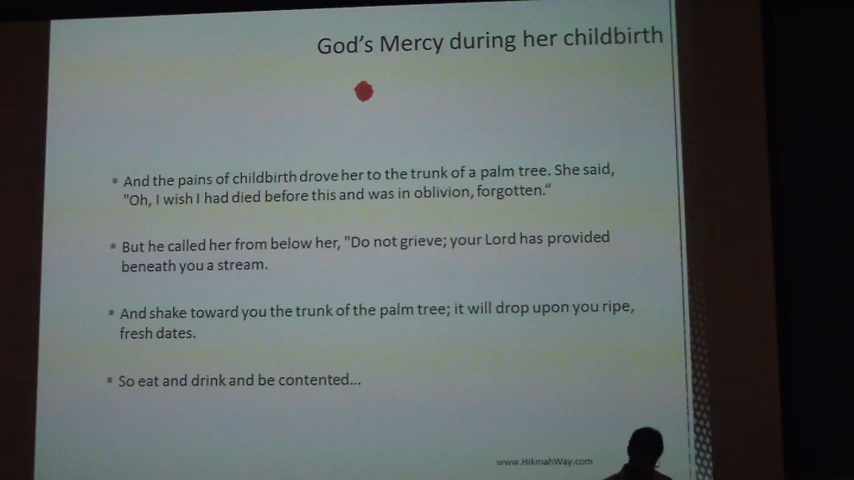 God's Mercy during her childbirth
And the pains of childbirth drove her to the trunk of a palm tree. She said,
"Oh, I wish I had died before this and was in oblivion, forgotten.“
But he called her from below her, "Do not grieve; your Lord has provided
beneath you a stream.
And shake toward you the trunk of the palm tree; it will drop upon you ripe,
fresh dates.
So eat and drink and be contented...
www.HikmahWay.com